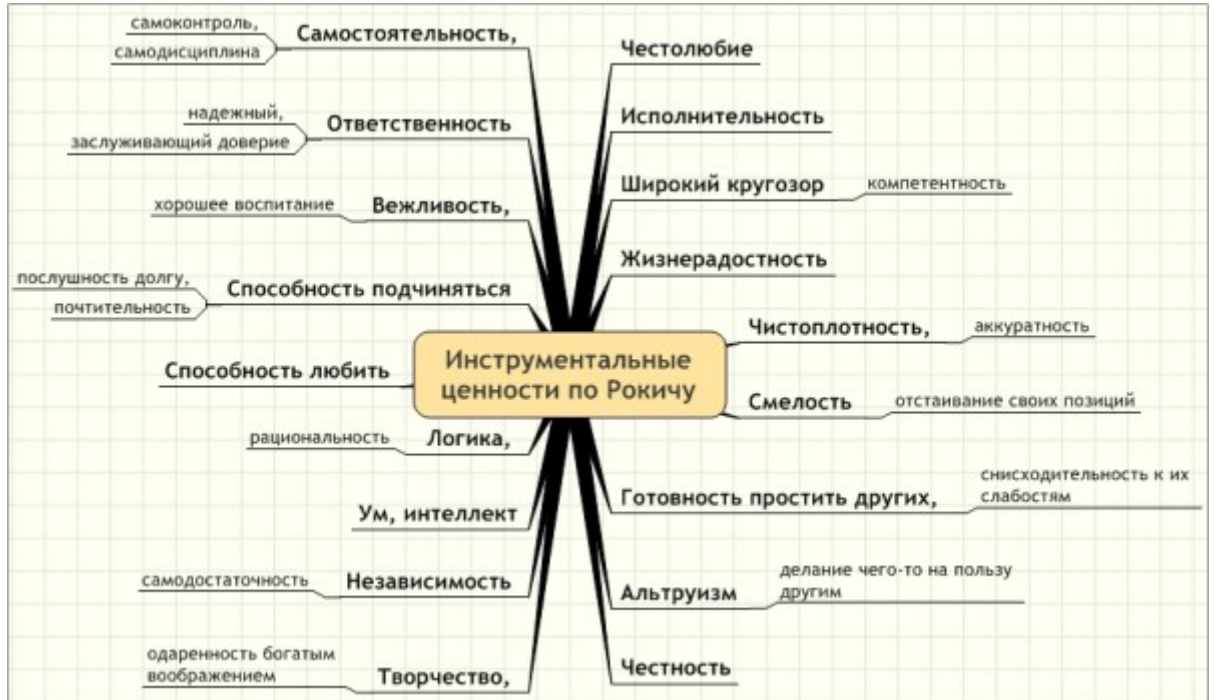 самоконтроль,
самодисциплина
Самостоятельность,
надежный,
заслуживающий доверие
Ответственность
хорошее воспитание
Вежливость,
послушность долгу,
почтительность
Способность подчиняться
Способность любить
рациональность
Логика,
Ум, интеллект
самодостаточность
Независимость
одаренность богатым
воображением
Творчество,
Инструментальные
ценности по Рокичу
Честолюбие
Исполнительность
Широкий кругозор
компетентность
Жизнерадостность
Чистоплотность,
аккуратность
Смелость
отстаивание своих позиций
Готовность простить других,
снисходительность к их
слабостям
Альтруизм
делание чего-то на пользу
другим
Честность